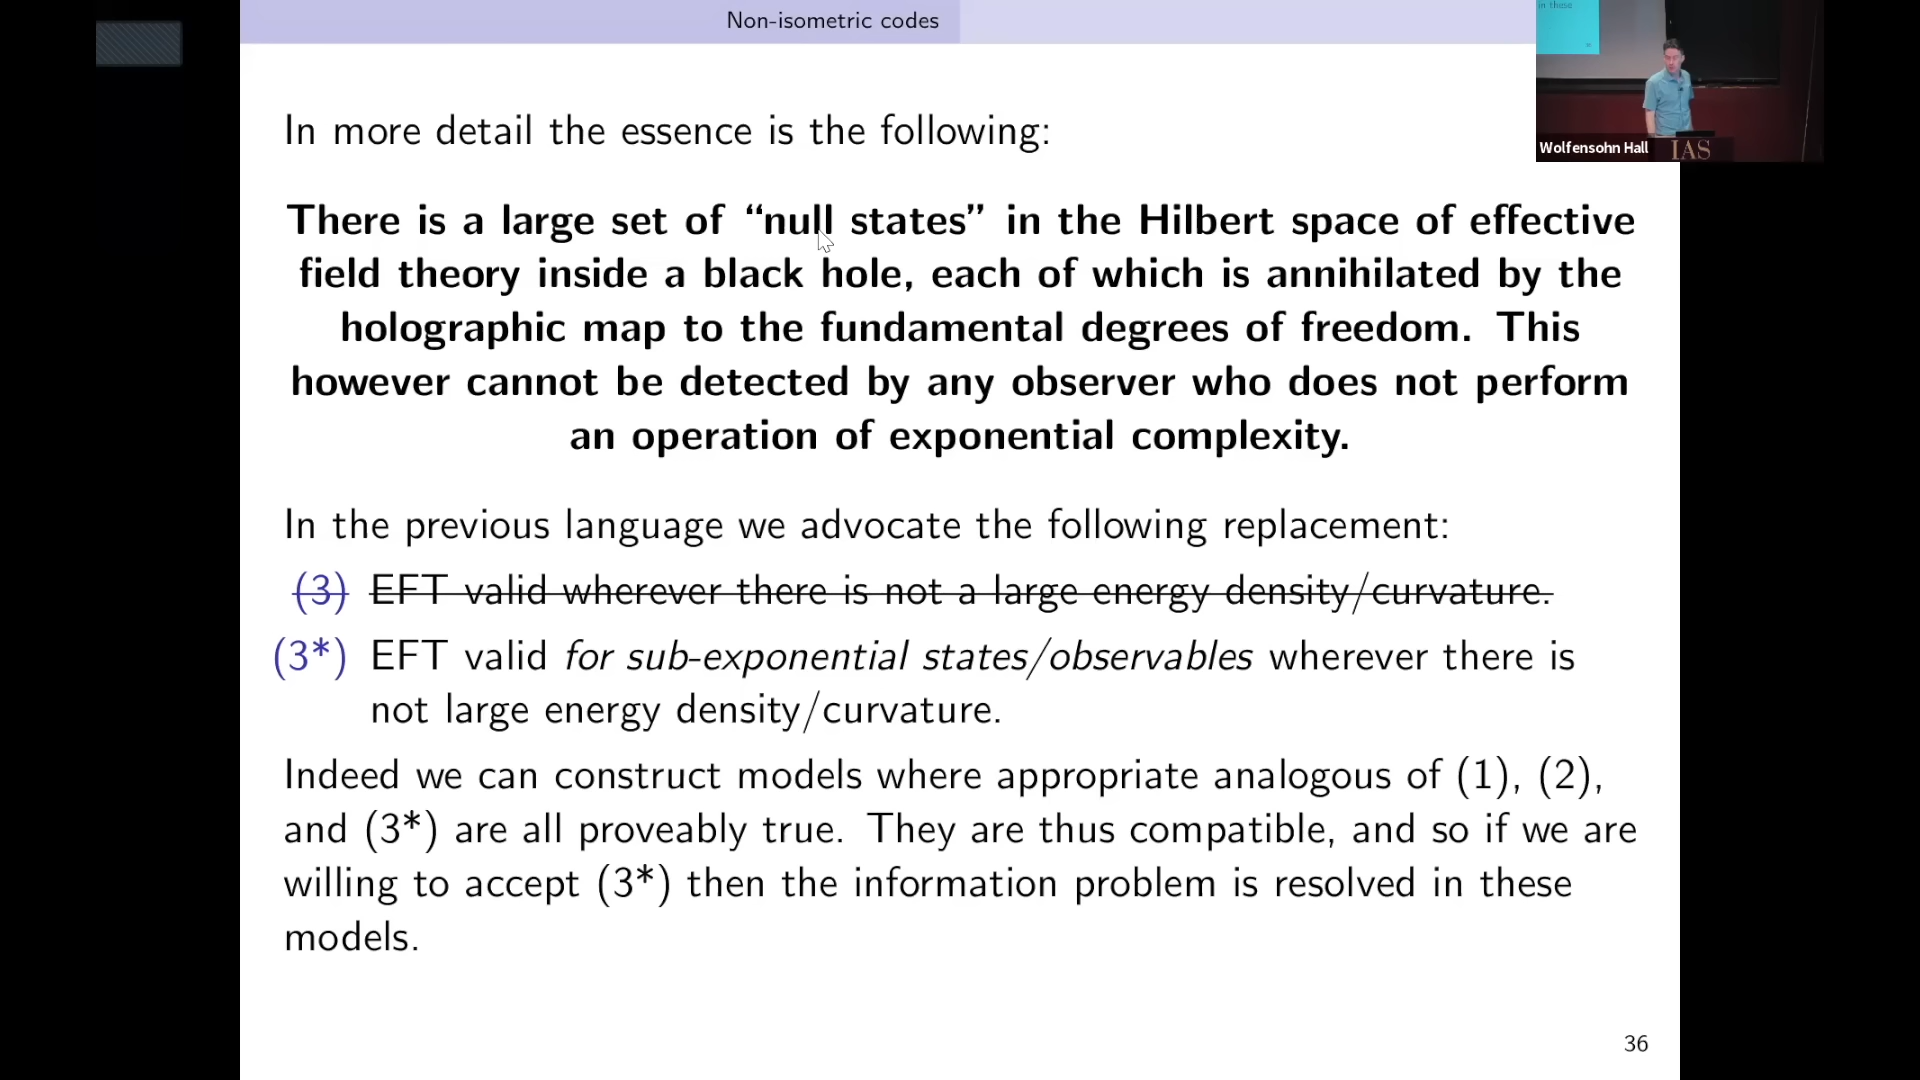 Non-isometric codes
in these
Wolfensohn Hall
IAS
In more detail the essence is the following:
There is a large set of “null states” in the Hilbert space of effective
field theory inside a black hole, each of which is annihilated by the
holographic map to the fundamental degrees of freedom. This
however cannot be detected by any observer who does not perform
an operation of exponential complexity.
In the previous language we advocate the following replacement:
(3) EFT valid wherever there is not a large energy density/curvature.
(3*) EFT valid for sub-exponential states/observables wherever there is
not large energy density/curvature.
Indeed we can construct models where appropriate analogous of (1), (2),
and (3*) are all proveably true. They are thus compatible, and so if we are
willing to accept (3*) then the information problem is resolved in these
models.
36